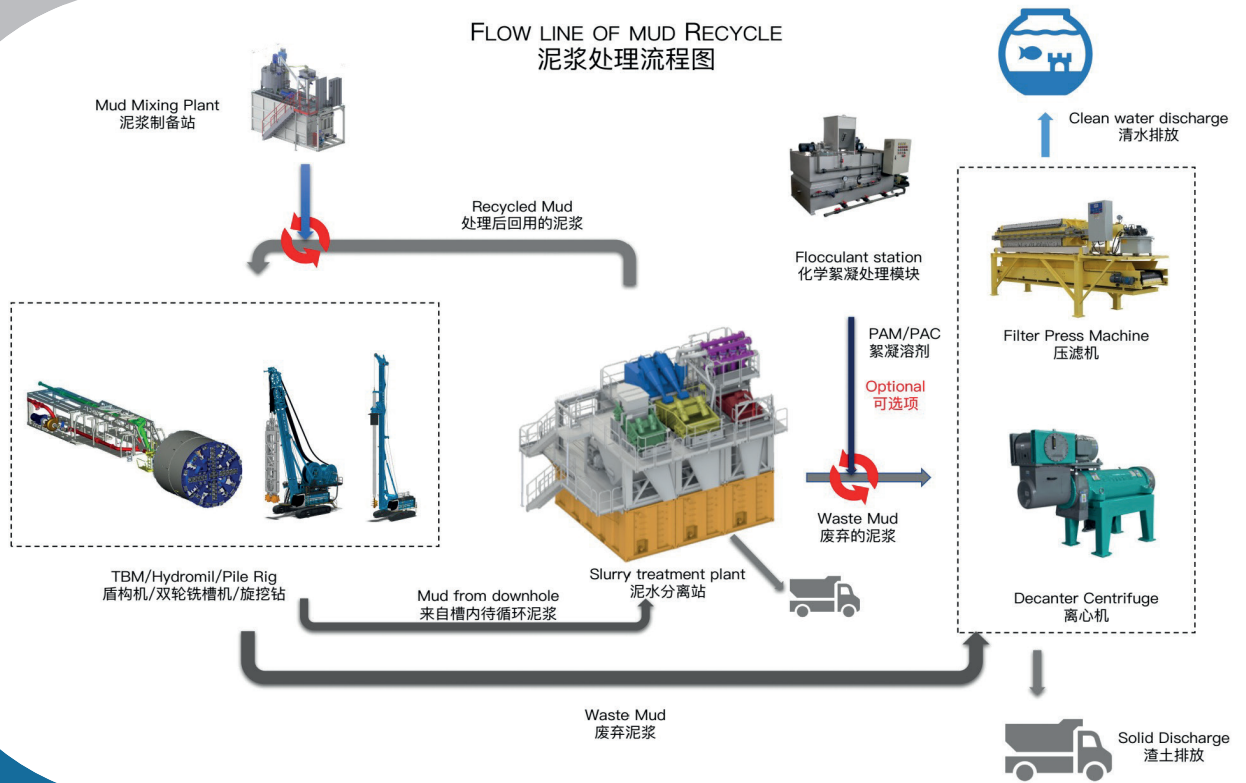 FLOW LINE OF MUD RECYCLE
泥浆处理流程图
Mud Mixing Plant
泥浆制备站
Clean water discharge
清水排放
Recycled Mud
处理后回用的泥浆
Flocculant station
化学絮凝处理模块
PAM/PAC
絮凝溶剂
Optional
可选项
Filter Press Machine
压滤机
Waste Mud
废弃的泥浆
TBM/Hydromil/Pile Rig
盾构机/双轮铣槽机/旋挖钻
Mud from downhole
来自槽内待循环泥浆
Slurry treatment plant
泥水分离站
Decanter Centrifuge
离心机
Waste Mud
废弃泥浆
Solid Discharge
渣土排放